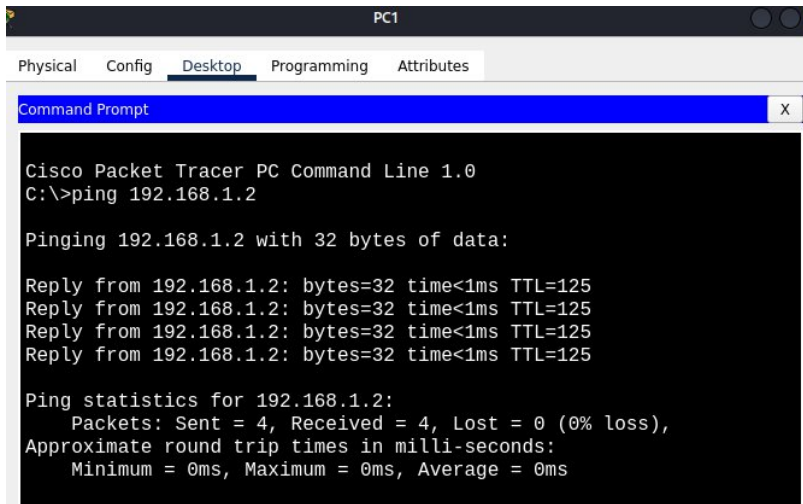 PC1
Physical Config Desktop Programming Attributes
Command Prompt X
Cisco Packet Tracer PC Command Line 1.0
C:\>ping 192.168.1.2
Pinging 192.168.1.2 with 32 bytes of data:
Reply from 192.168.1.2: bytes=32 time<1ms TTL=125
Reply from 192.168.1.2: bytes=32 time<1ms TTL=125
Reply from 192.168.1.2: bytes=32 time<1ms TTL=125
Reply from 192.168.1.2: bytes=32 time<1ms TTL=125
Ping statistics for 192.168.1.2:
Packets: Sent = 4, Received = 4, Lost = 0 (0% loss),
Approximate round trip times in milli-seconds:
Minimum = 0ms, Maximum = 0ms, Average = 0ms